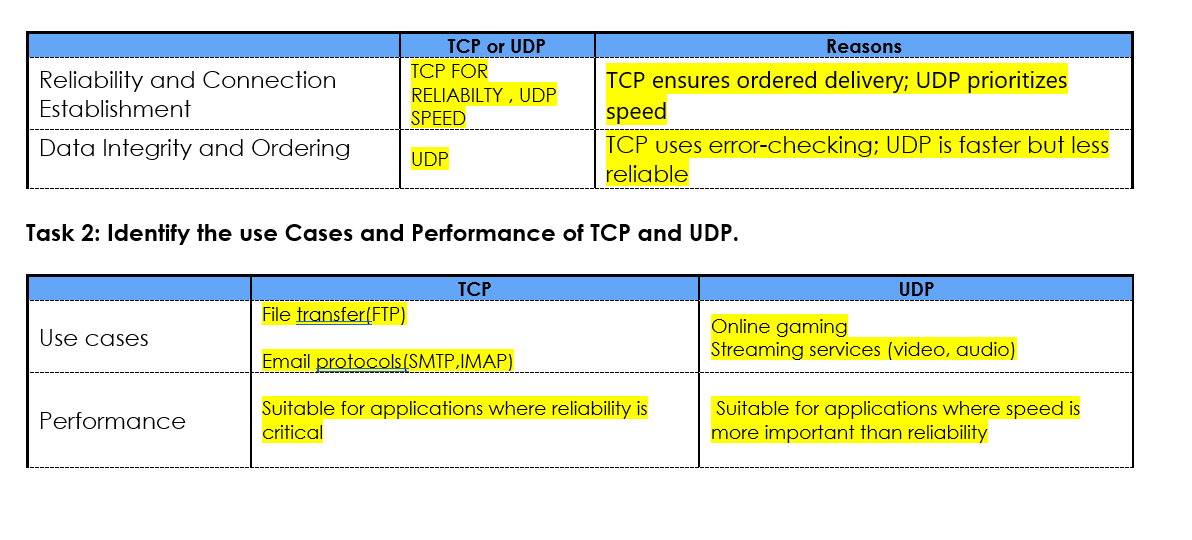 TCP or UDP
Reasons
Reliability and Connection
Establishment
TCP FOR
RELIABILTY , UDP
SPEED
TCP ensures ordered delivery; UDP prioritizes
speed
Data Integrity and Ordering
UDP
TCP uses error-checking; UDP is faster but less
reliable
Task 2: Identify the use Cases and Performance of TCP and UDP.
TCP
UDP
Use cases
File transfer(FTP)
Email protocols(SMTP,IMAP)
Online gaming
Streaming services (video, audio)
Performance
Suitable for applications where reliability is
critical
Suitable for applications where speed is
more important than reliability